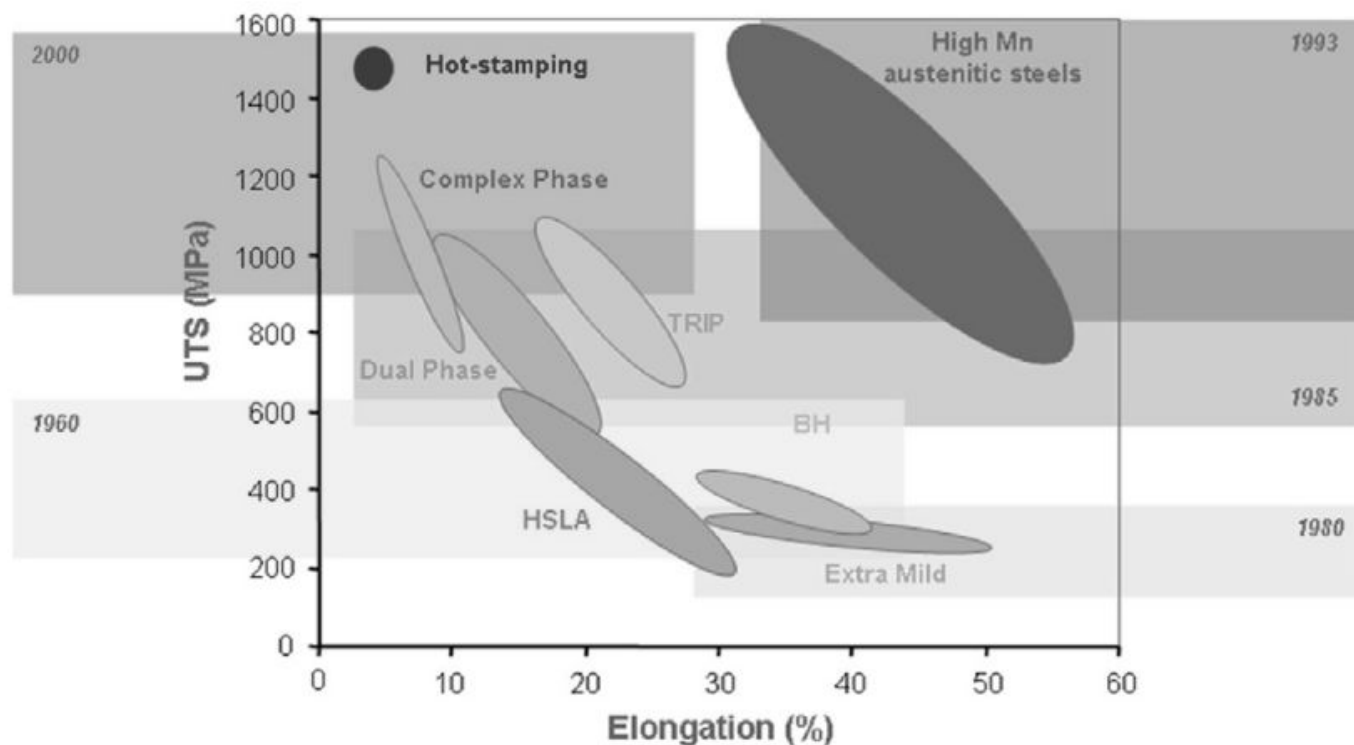 1600
2000
Hot-stamping
High Mn
austenitic steels
1993
1400
1200
Complex Phase
1000
UTS (MPa)
800
TRIP
Dual Phase
1985
600
1960
BH
400
HSLA
1980
200
Extra Mild
0
0 10 20 30 40 50 60
Elongation (%)